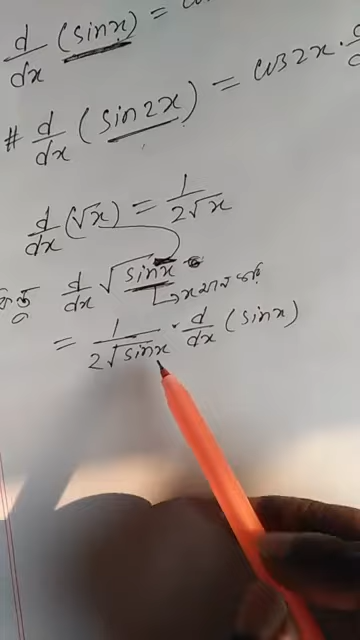 d/dx (sinx) = co
# d/dx (sin2x) = cos2x · d
d/dx (√x) = 1/2√x
কিন্তু d/dx √sinx
→ x
= 1/2√sinx · d/dx (sinx)